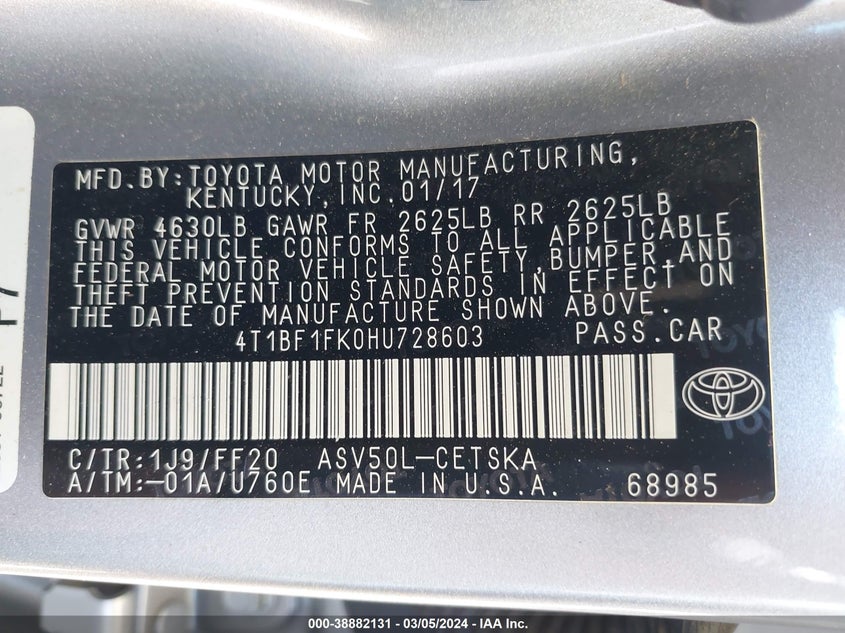 MFD.BY:TOYOTA MOTOR MANUFACTURING,
KENTUCKY,INC.01/17
GVWR 4630LB GAWR FR 2625LB RR 2625LB
THIS VEHICLE CONFORMS TO ALL APPLICABLE
FEDERAL MOTOR VEHICLE SAFETY,BUMPER,AND
THEFT PREVENTION STANDARDS IN EFFECT ON
THE DATE OF MANUFACTURE SHOWN ABOVE.
4T1BF1FK0HU728603 PASS.CAR
C/TR:1J9/FF20 ASV50L-CETSKA
A/TM:-01A/U760E MADE IN U.S.A. 68985
000-38882131 - 03/05/2024 - IAA Inc.